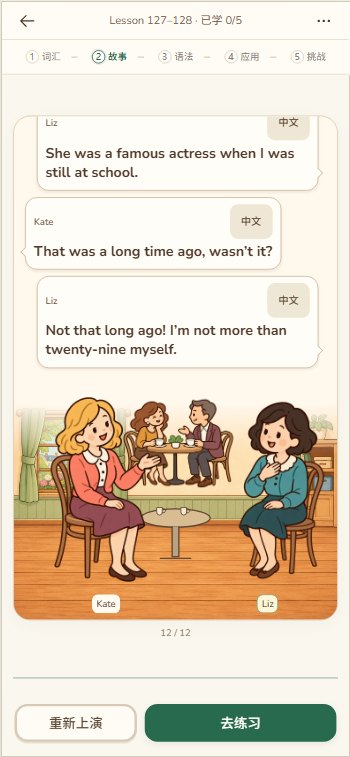 Lesson 127–128 · 已学 0/5
1 词汇 – 2 故事 – 3 语法 – 4 应用 – 5 挑战
Liz
中文
She was a famous actress when I was
still at school.
Kate
中文
That was a long time ago, wasn’t it?
Liz
中文
Not that long ago! I’m not more than
twenty-nine myself.
Kate
Liz
12 / 12
重新上演
去练习